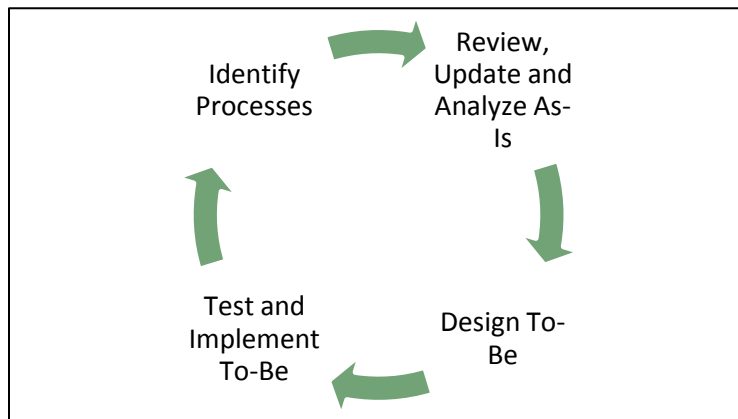 Identify
Processes
Review,
Update and
Analyze As-
Is
Design To-
Be
Test and
Implement
To-Be